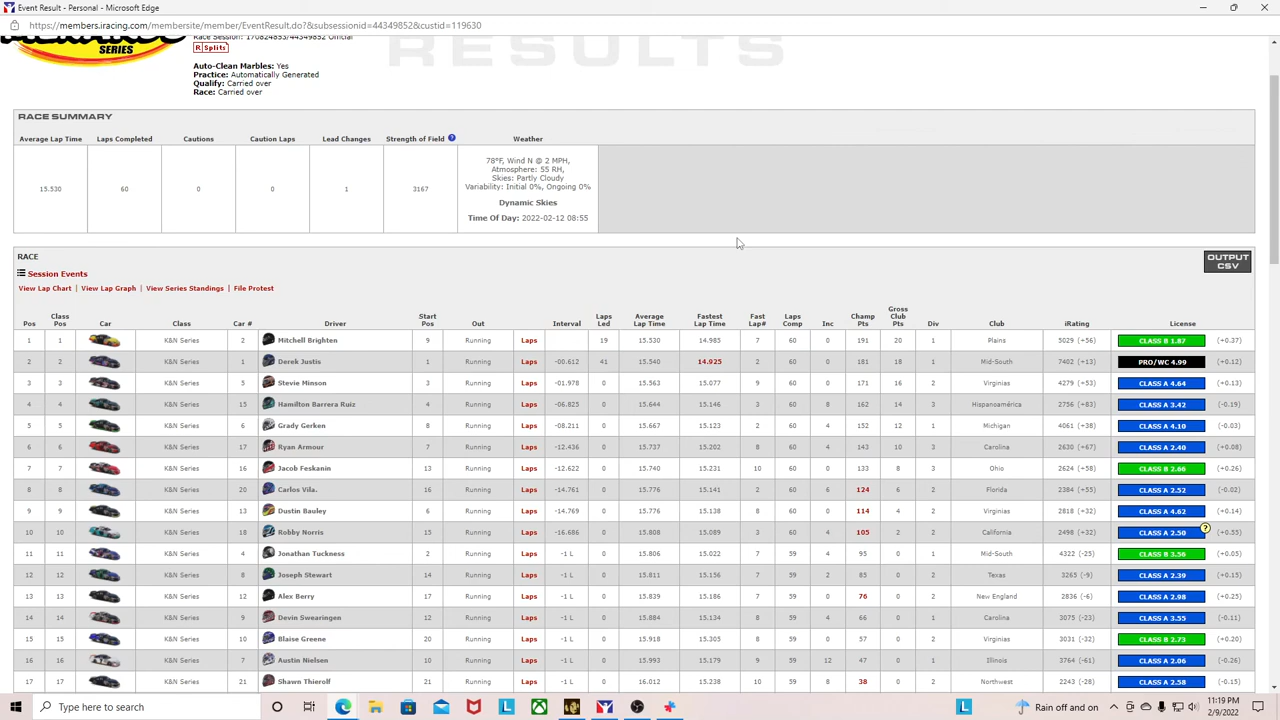 Event Result - Personal - Microsoft Edge
https://members.iracing.com/membersite/member/EventResult.do?&subsessionid=44349852&custid=119630
SERIES
RESULTS
Race Session: 170824853/44349852 Official
R Splits
Auto-Clean Marbles: Yes
Practice: Automatically Generated
Qualify: Carried over
Race: Carried over
RACE SUMMARY
Average Lap Time Laps Completed Cautions Caution Laps Lead Changes Strength of Field ? Weather
15.530 60 0 0 1 3167
78°F, Wind N @ 2 MPH,
Atmosphere: 55 RH,
Skies: Partly Cloudy
Variability: Initial 0%, Ongoing 0%
Dynamic Skies
Time Of Day: 2022-02-12 08:55
RACE
OUTPUT CSV
Session Events
View Lap Chart | View Lap Graph | View Series Standings | File Protest
Pos Class Pos Car Class Car # Driver Start Pos Out Interval Laps Led Average Lap Time Fastest Lap Time Fast Lap# Laps Comp Inc Champ Pts Gross Club Pts Div Club iRating License
1 1 K&N Series 2 Mitchell Brighten 9 Running Laps 19 15.530 14.985 7 60 0 191 20 1 Plains 5029 (+56) CLASS B 1.87 (+0.37)
2 2 K&N Series 1 Derek Justis 1 Running Laps -00.612 41 15.540 14.925 2 60 0 181 18 1 Mid-South 7402 (+13) PRO/WC 4.99 (+0.12)
3 3 K&N Series 5 Stevie Minson 3 Running Laps -01.978 0 15.563 15.077 9 60 0 171 16 2 Virginias 4279 (+53) CLASS A 4.64 (+0.13)
4 4 K&N Series 15 Hamilton Barrera Ruiz 4 Running Laps -06.825 0 15.644 15.146 3 60 8 162 14 3 Hispanoamérica 2756 (+83) CLASS A 3.42 (-0.19)
5 5 K&N Series 6 Grady Gerken 8 Running Laps -08.211 0 15.667 15.123 2 60 4 152 12 1 Michigan 4061 (+38) CLASS A 4.10 (-0.03)
6 6 K&N Series 17 Ryan Armour 7 Running Laps -12.436 0 15.737 15.202 8 60 0 143 10 3 Carolina 2630 (+67) CLASS A 2.40 (+0.08)
7 7 K&N Series 16 Jacob Feskanin 13 Running Laps -12.622 0 15.740 15.231 10 60 0 133 8 3 Ohio 2624 (+58) CLASS B 2.66 (+0.26)
8 8 K&N Series 20 Carlos Vila. 16 Running Laps -14.761 0 15.776 15.141 2 60 6 124 6 2 Florida 2384 (+55) CLASS A 2.52 (-0.02)
9 9 K&N Series 13 Dustin Bauley 6 Running Laps -14.769 0 15.776 15.118 7 60 0 114 4 2 Virginias 2818 (+32) CLASS A 4.62 (+0.14)
10 10 K&N Series 18 Robby Norris 15 Running Laps -16.686 0 15.808 15.089 3 60 4 105 2 2 California 2498 (+32) CLASS A 2.50 ? (+0.55)
11 11 K&N Series 4 Jonathan Tuckness 2 Running Laps -1 L 0 15.806 15.022 7 59 4 95 0 1 Mid-South 4322 (-25) CLASS B 3.56 (+0.05)
12 12 K&N Series 8 Joseph Stewart 14 Running Laps -1 L 0 15.811 15.156 2 59 4 85 0 2 Texas 3265 (-9) CLASS A 2.39 (+0.15)
13 13 K&N Series 12 Alex Berry 17 Running Laps -1 L 0 15.839 15.186 7 59 0 76 0 2 New England 2836 (-6) CLASS A 2.98 (+0.25)
14 14 K&N Series 9 Devin Swearingen 12 Running Laps -1 L 0 15.884 15.134 8 59 4 66 0 1 Carolina 3075 (-23) CLASS A 3.55 (-0.11)
15 15 K&N Series 10 Blaise Greene 20 Running Laps -1 L 0 15.918 15.305 8 59 0 57 0 2 Virginias 3031 (-32) CLASS B 2.73 (+0.20)
16 16 K&N Series 7 Austin Nielsen 10 Running Laps -1 L 0 15.993 15.179 9 59 12 47 0 1 Illinois 3764 (-61) CLASS A 2.06 (-0.26)
17 17 K&N Series 21 Shawn Thierolf 21 Running Laps -1 L 0 16.012 15.238 10 59 8 38 0 2 Northwest 2243 (-28) CLASS A 2.58 (-0.15)
Type here to search
Rain off and on
11:19 PM
2/9/2022